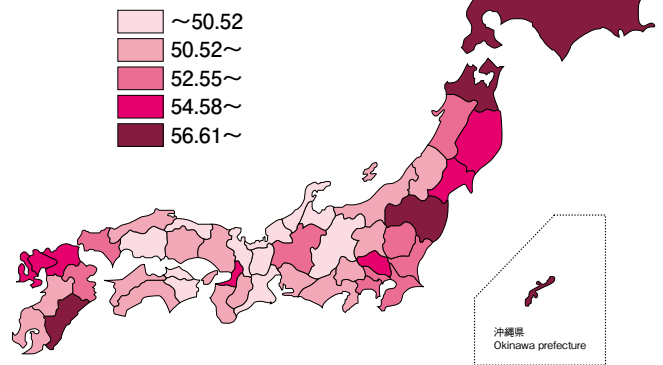 ～50.52
50.52～
52.55～
54.58～
56.61～
沖縄県
Okinawa prefecture